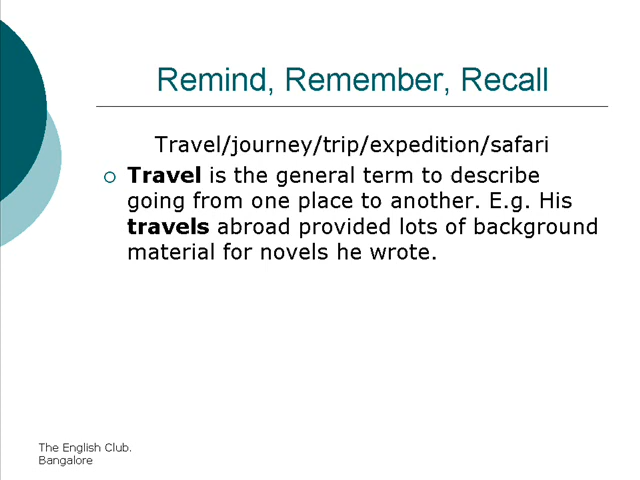 Remind, Remember, Recall
Travel/journey/trip/expedition/safari
Travel is the general term to describe
going from one place to another. E.g. His
travels abroad provided lots of background
material for novels he wrote.
The English Club.
Bangalore